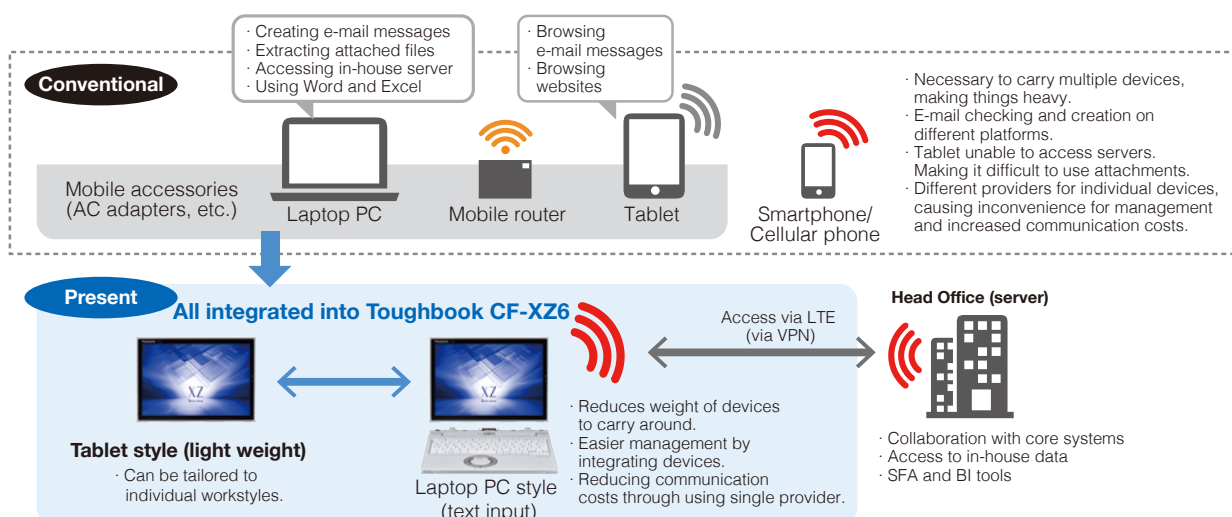 · Creating e-mail messages
· Extracting attached files
· Accessing in-house server
· Using Word and Excel
· Browsing
e-mail messages
· Browsing
websites
Conventional
· Necessary to carry multiple devices,
making things heavy.
· E-mail checking and creation on
different platforms.
· Tablet unable to access servers.
Making it difficult to use attachments.
· Different providers for individual devices,
causing inconvenience for management
and increased communication costs.
Mobile accessories
(AC adapters, etc.)
Laptop PC
Mobile router
Tablet
Smartphone/
Cellular phone
Present
All integrated into Toughbook CF-XZ6
Access via LTE
(via VPN)
Head Office (server)
XZ
XZ
Tablet style (light weight)
· Can be tailored to
individual workstyles.
Laptop PC style
(text input)
· Reduces weight of devices
to carry around.
· Easier management by
integrating devices.
· Reducing communication
costs through using single provider.
· Collaboration with core systems
· Access to in-house data
· SFA and BI tools